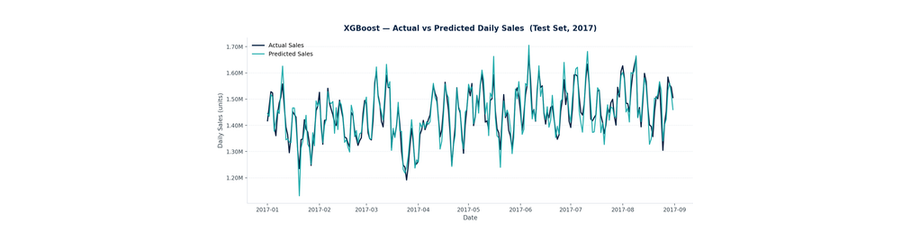 XGBoost — Actual vs Predicted Daily Sales (Test Set, 2017)
Actual Sales
Predicted Sales
Daily Sales (units)
1.70M
1.60M
1.50M
1.40M
1.30M
1.20M
2017-01 2017-02 2017-03 2017-04 2017-05 2017-06 2017-07 2017-08 2017-09
Date